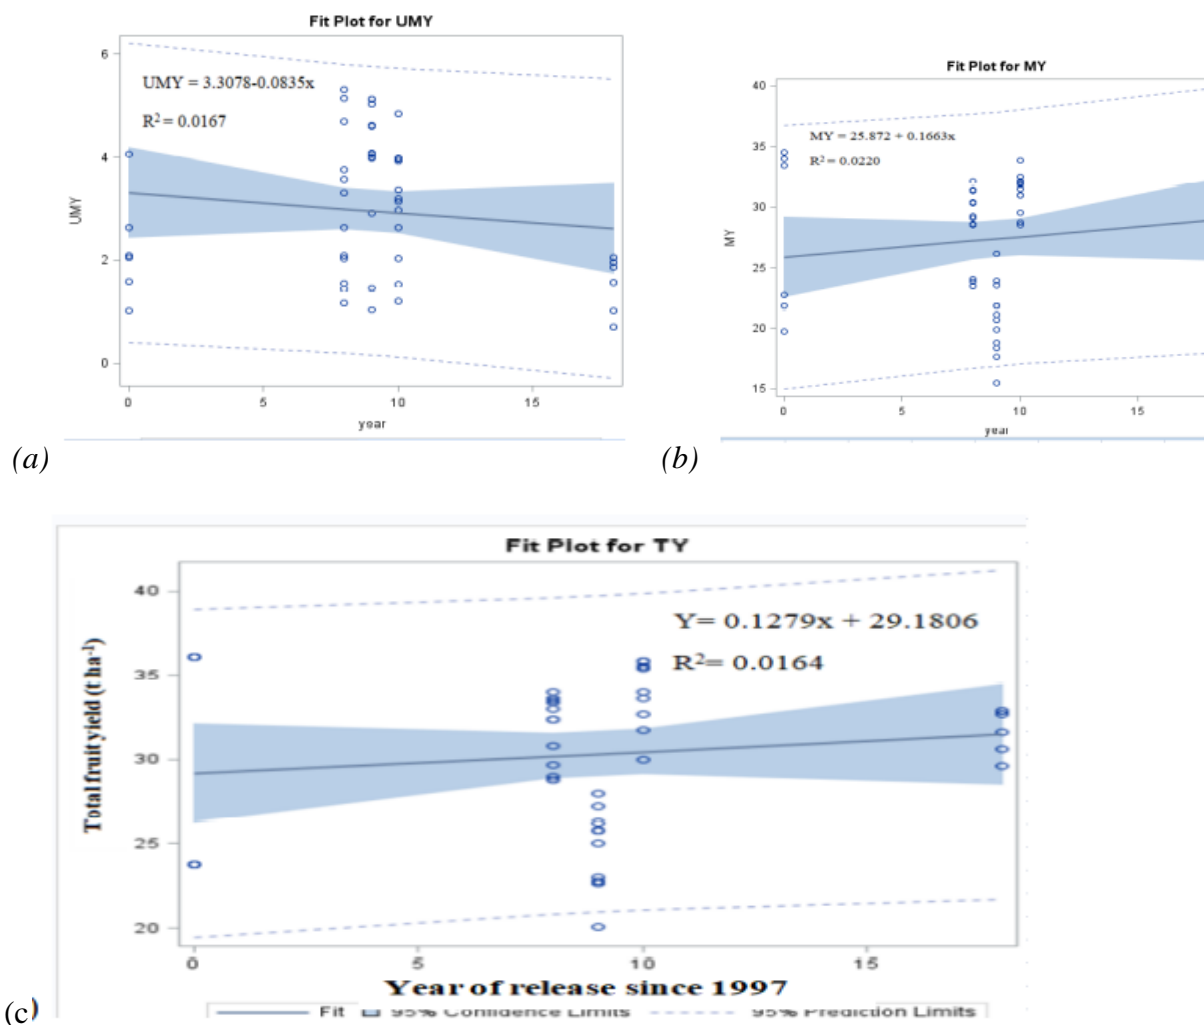 Fit Plot for UMY
6
4
2
0
UMY
UMY = 3.3078-0.0835x
R² = 0.0167
0 5 10 15
year
(a)
Fit Plot for MY
40
35
30
25
20
15
MY
MY = 25.872 + 0.1663x
R² = 0.0220
0 5 10 15
year
(b)
Fit Plot for TY
40
35
30
25
20
Total fruit yield (t ha-¹)
Y= 0.1279x + 29.1806
R²= 0.0164
0 5 10 15
Year of release since 1997
Fit 95% Confidence Limits 95% Prediction Limits
(c)